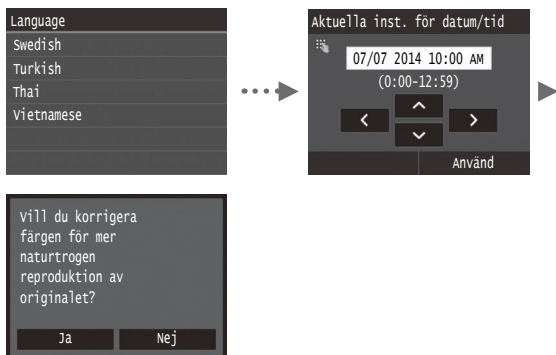 Language
Swedish
Turkish
Thai
Vietnamese
Aktuella inst. för datum/tid
07/07 2014 10:00 AM
(0:00-12:59)
Använd
Vill du korrigera
färgen för mer
naturtrogen
reproduktion av
originalet?
Ja Nej